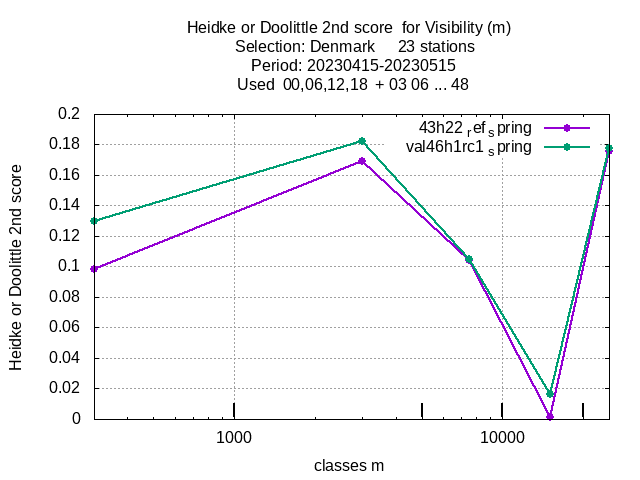 Heidke or Doolittle 2nd score  for Visibility (m)
Selection: Denmark     23 stations
Period: 20230415-20230515
Used  00,06,12,18  + 03 06 ... 48
43h22 ref spring
val46h1rc1 spring
Heidke or Doolittle 2nd score
0.2
0.18
0.16
0.14
0.12
0.1
0.08
0.06
0.04
0.02
0
1000
10000
classes m